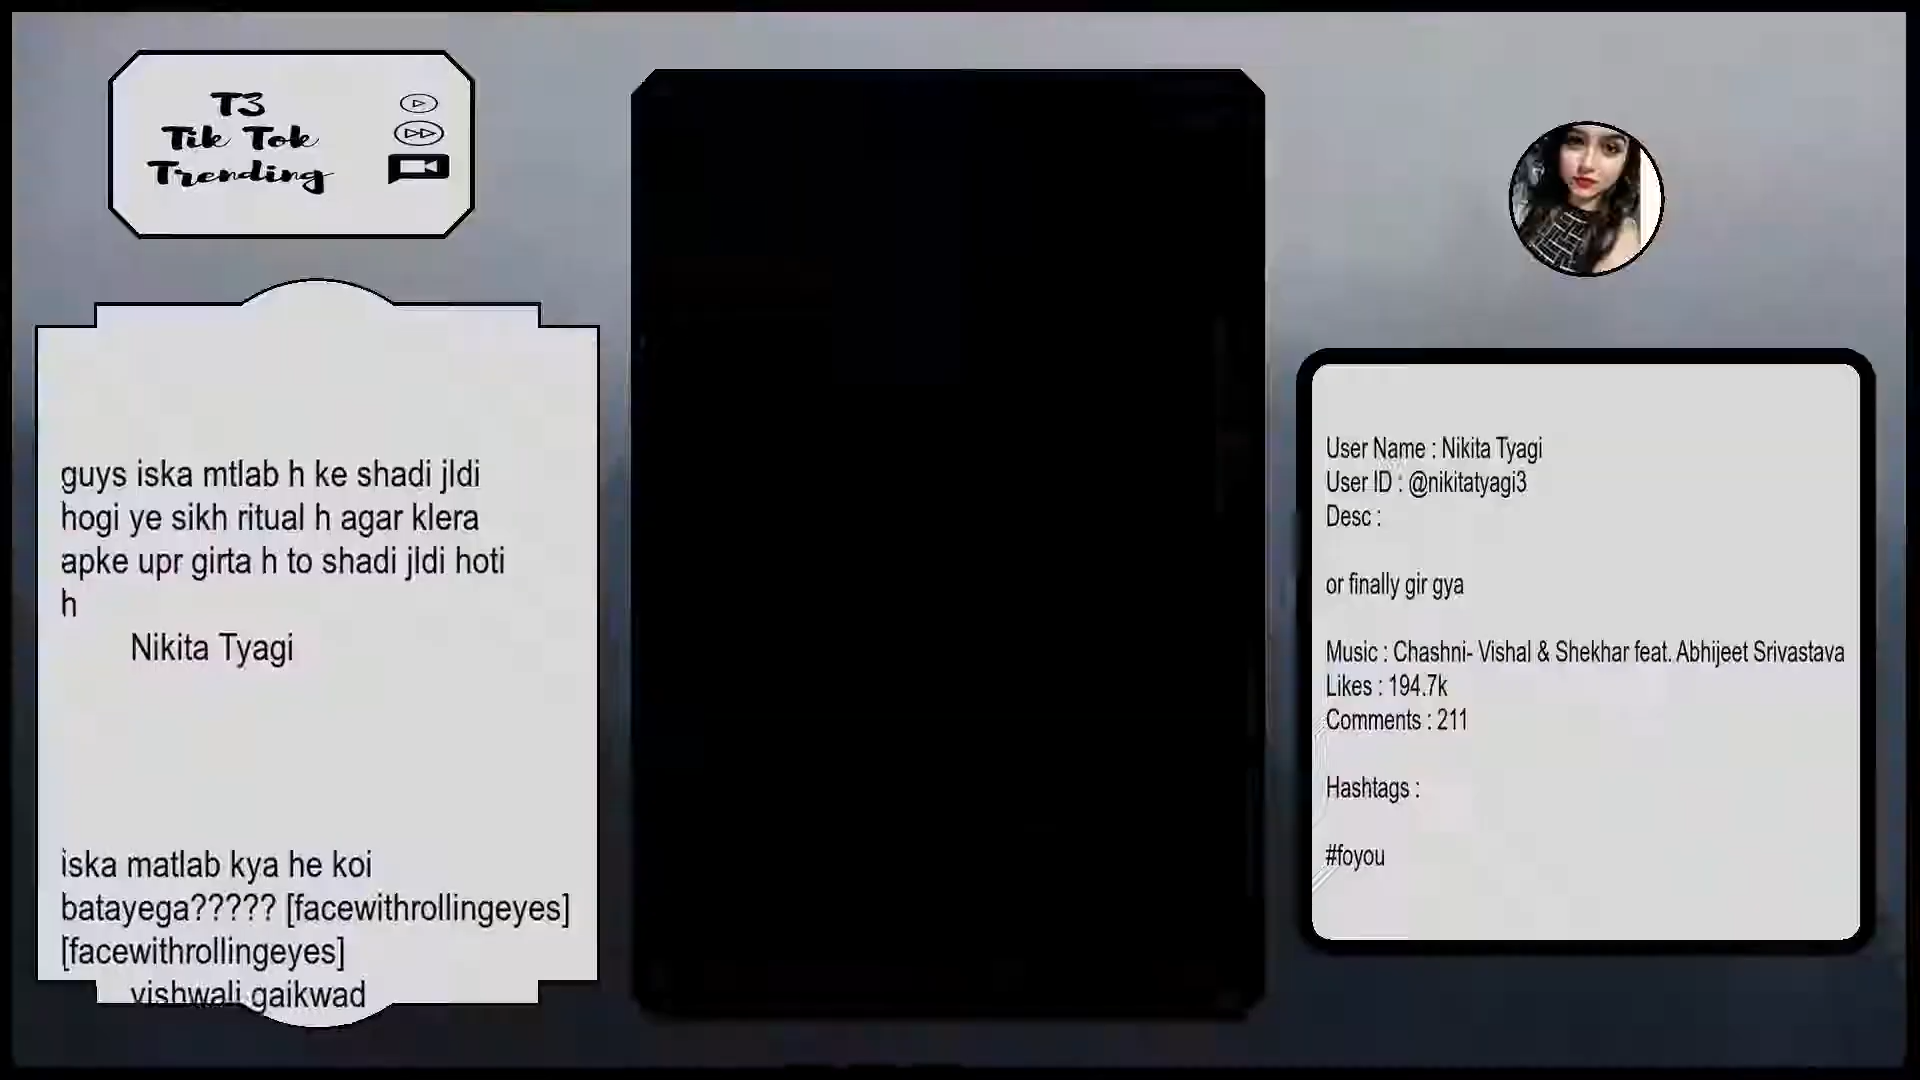 T3
Tik Tok
Trending
guys iska mtlab h ke shadi jldi
hogi ye sikh ritual h agar klera
apke upr girta h to shadi jldi hoti
h
Nikita Tyagi
iska matlab kya he koi
batayega????? [facewithrollingeyes]
[facewithrollingeyes]
vishwali gaikwad
User Name : Nikita Tyagi
User ID : @nikitatyagi3
Desc :
or finally gir gya
Music : Chashni- Vishal & Shekhar feat. Abhijeet Srivastava
Likes : 194.7k
Comments : 211
Hashtags :
#foyou